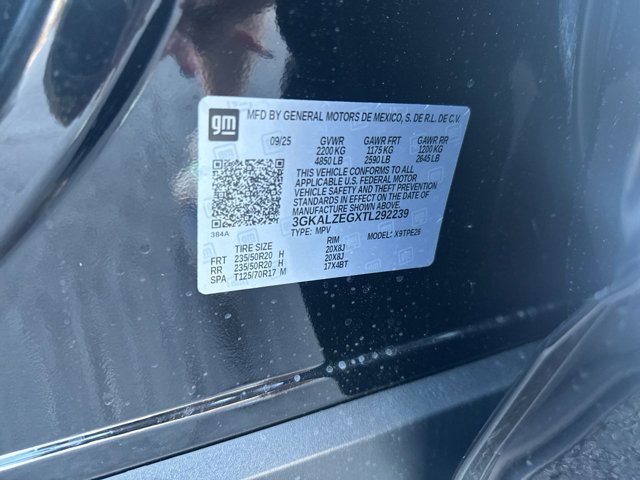 gm
MFD BY GENERAL MOTORS DE MEXICO, S. DE R.L. DE C.V.
09/25 GVWR GAWR FRT GAWR RR
2200 KG 1175 KG 1200 KG
4850 LB 2590 LB 2645 LB
THIS VEHICLE CONFORMS TO ALL
APPLICABLE U.S. FEDERAL MOTOR
VEHICLE SAFETY AND THEFT PREVENTION
STANDARDS IN EFFECT ON THE DATE OF
MANUFACTURE SHOWN ABOVE.
384A
3GKALZEGXTL292239
TYPE: MPV MODEL: X9TPE26
TIRE SIZE RIM
FRT 235/50R20 H 20X8J
RR 235/50R20 H 20X8J
SPA T125/70R17 M 17X4BT